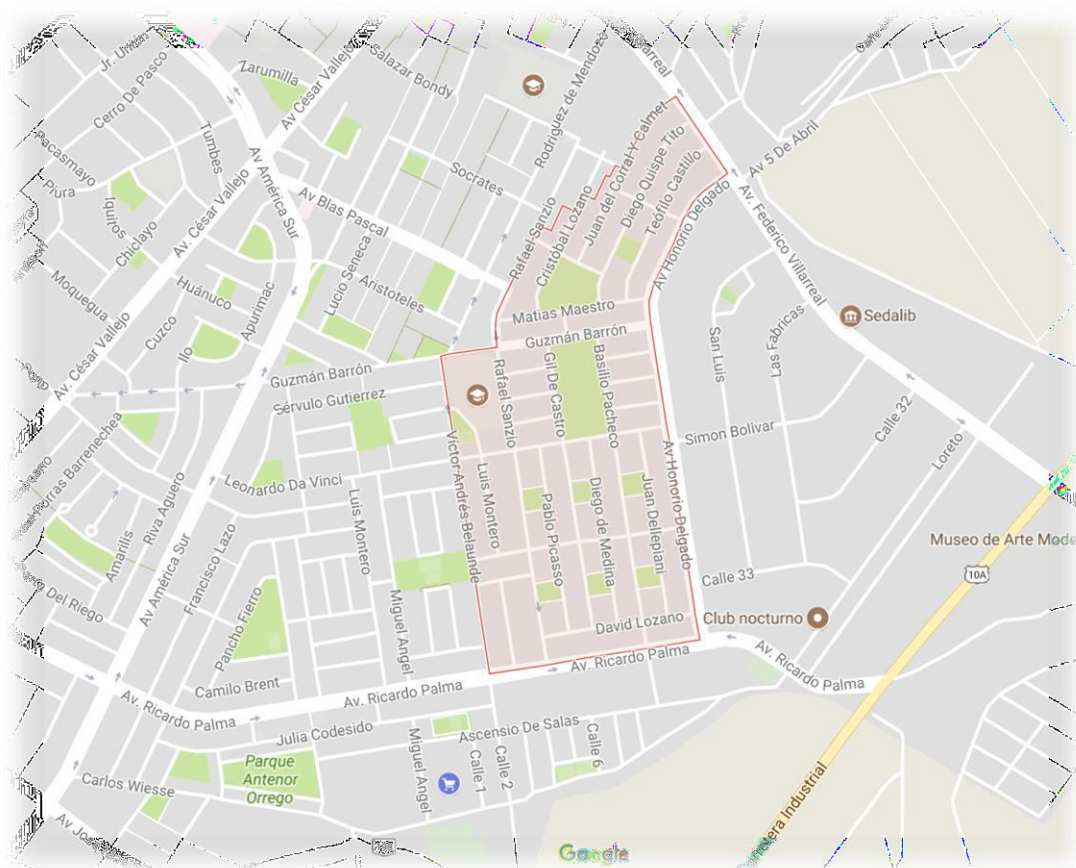 Jr. Unión
Cerro De Pasco
Zarumilla
Av César Vallejo
Salazar Bondy
Rodriguez de Mendoza
Villarreal
Pacasmayo
Piura
Iquitos
Chiclayo
Tumbes
Av América Sur
Av. César Vallejo
Socrates
Av Blas Pascal
Rafael Sanzio
Cristóbal Lozano
Juan del Corral Y Calmet
Diego Quispe Tito
Teófilo Castillo
Av 5 De Abril
Av. Federico Villarreal
Av Honorio Delgado
Moquegua
Huánuco
Cuzco
Ilo
Apurimac
Lucio Seneca
Aristoteles
Matias Maestro
Guzmán Barrón
San Luis
Las Fabricas
Sedalib
Av. César Vallejo
Guzmán Barrón
Sérvulo Gutierrez
Rafael Sanzio
Gil De Castro
Basilio Pacheco
Simon Bolivar
Calle 32
Loreto
Porras Barrenechea
Riva Aguero
Amarilis
Leonardo Da Vinci
Luis Montero
Victor Andrés Belaunde
Luis Montero
Pablo Picasso
Diego de Medina
Juan Dellepiani
Av Honorio Delgado
Museo de Arte Mode
10A
Del Riego
Av América Sur
Francisco Lazo
Pancho Fierro
Miguel Angel
Calle 33
Club nocturno
David Lozano
Av. Ricardo Palma
Av. Ricardo Palma
Camilo Brent
Av. Ricardo Palma
Av. Ricardo Palma
Julia Codesido
Miguel Angel
Ascensio De Salas
Calle 1
Calle 2
Calle 6
Parque
Antenor
Orrego
Carlos Wiesse
Industrial
Google